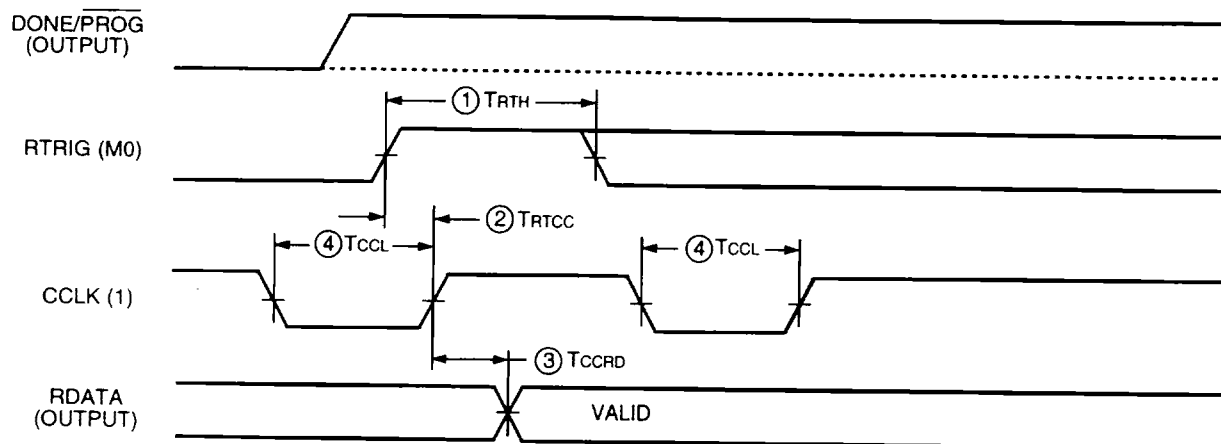 DONE/PROG
(OUTPUT)
① TRTH
RTRIG (M0)
② TRTCC
④ TCCL
④ TCCL
CCLK (1)
③ TCCRD
RDATA
(OUTPUT)
VALID